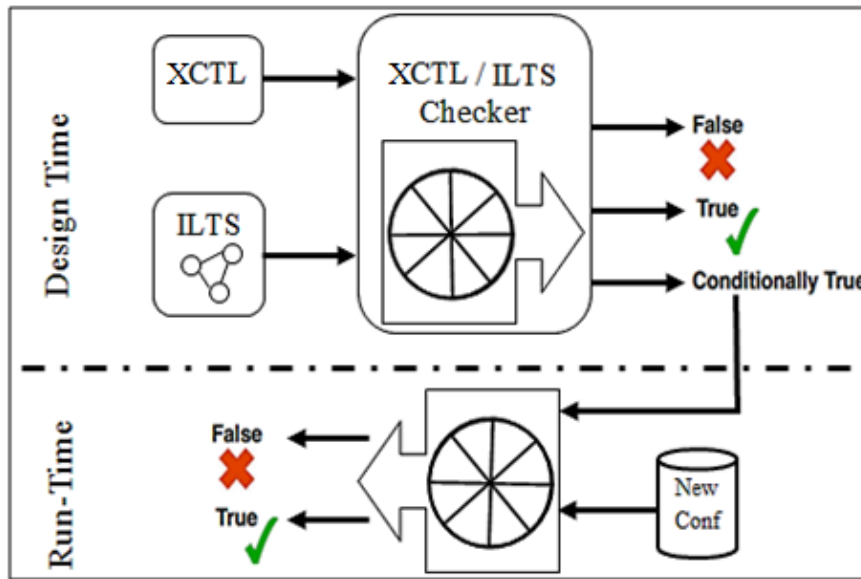 Design Time
XCTL
ILTS
XCTL / ILTS
Checker
False
True
Conditionally True
Run-Time
False
True
New
Conf